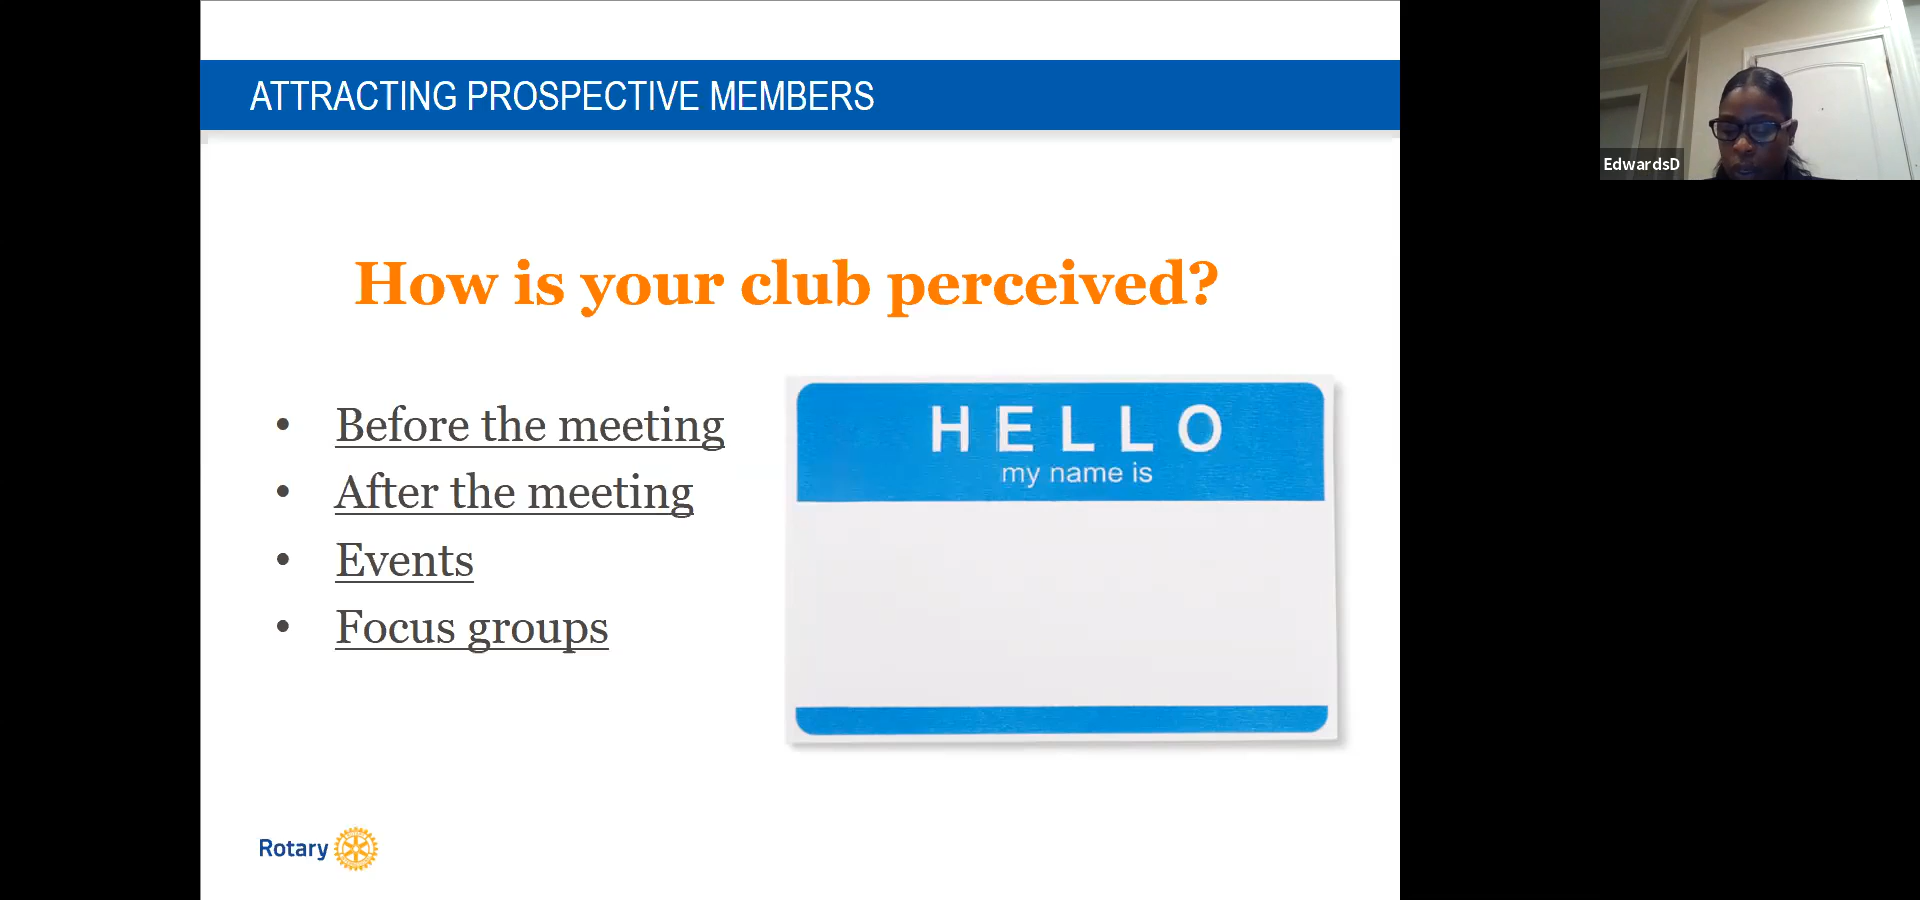 ATTRACTING PROSPECTIVE MEMBERS
EdwardsD
How is your club perceived?
• Before the meeting
• After the meeting
• Events
• Focus groups
HELLO
my name is
Rotary